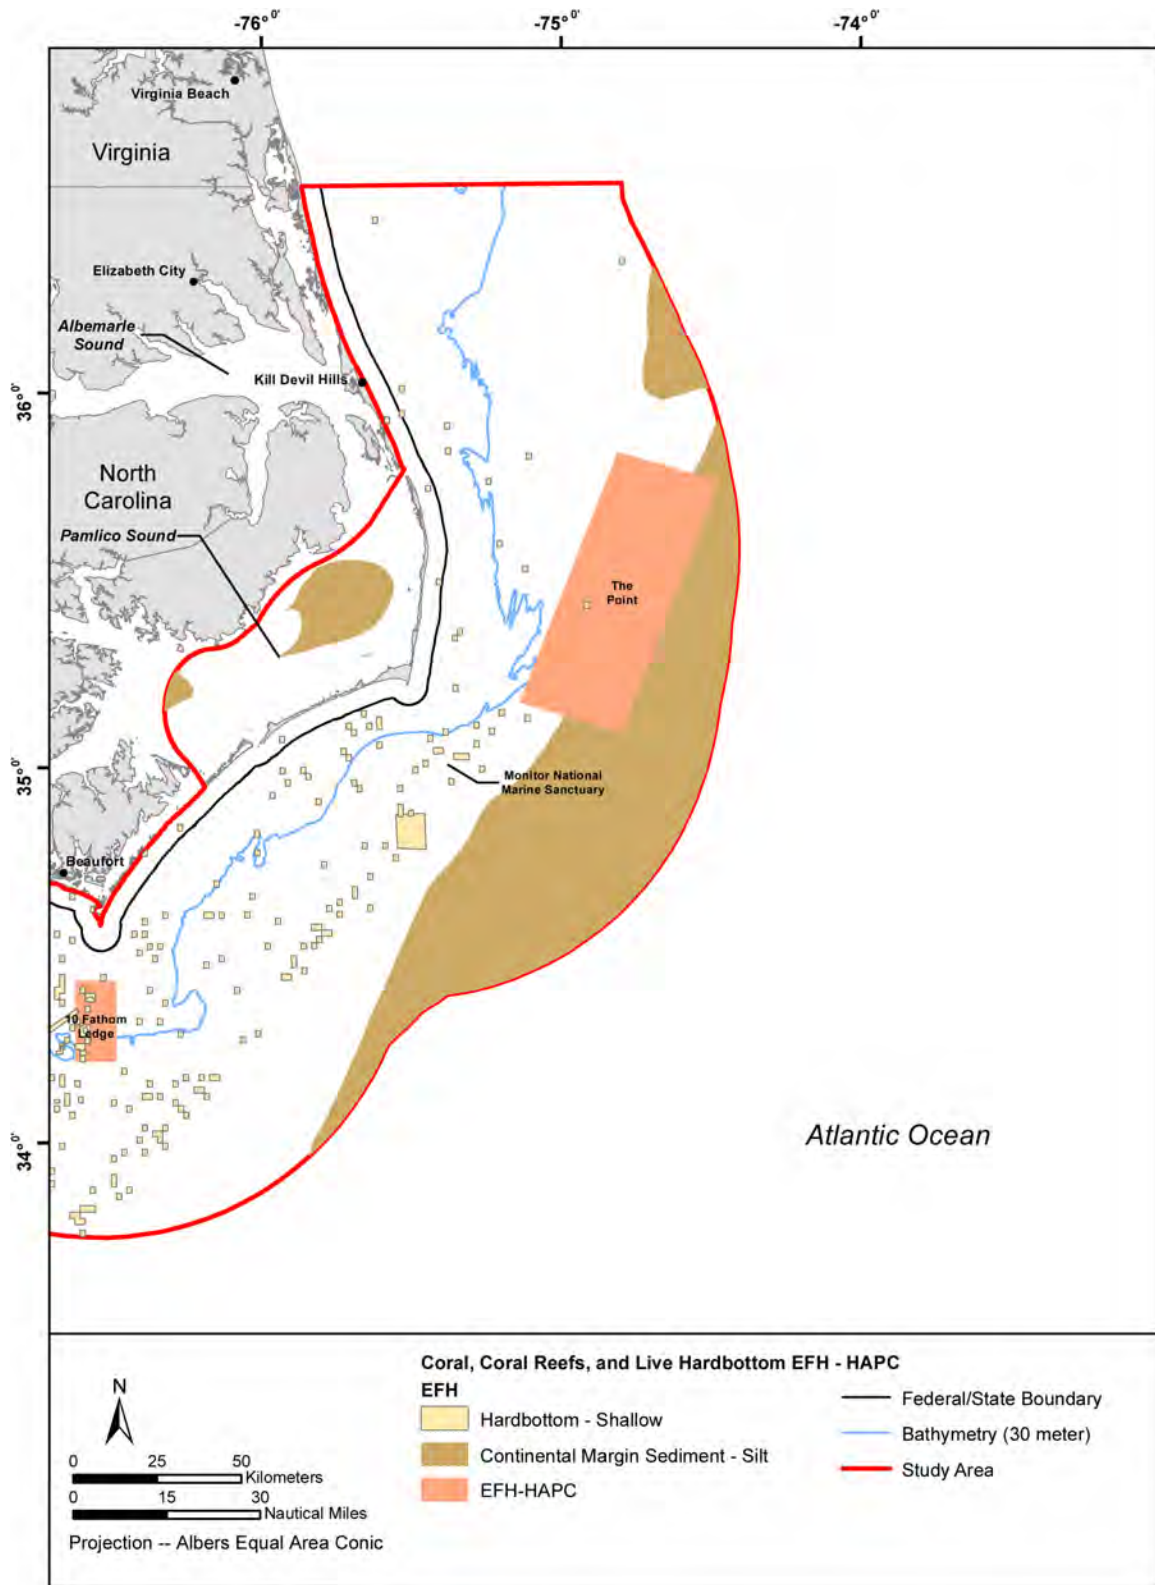 -76°0'
-75°0'
-74°0'
Virginia Beach
Virginia
Elizabeth City
Albemarle
Sound
Kill Devil Hills
36°0'
North
Carolina
Pamlico Sound
The
Point
35°0'
Monitor National
Marine Sanctuary
Beaufort
10 Fathom
Ledge
34°0'
Atlantic Ocean
Coral, Coral Reefs, and Live Hardbottom EFH - HAPC
EFH
Hardbottom - Shallow
Continental Margin Sediment - Silt
EFH-HAPC
Federal/State Boundary
Bathymetry (30 meter)
Study Area
N
0 25 50
Kilometers
0 15 30
Nautical Miles
Projection -- Albers Equal Area Conic